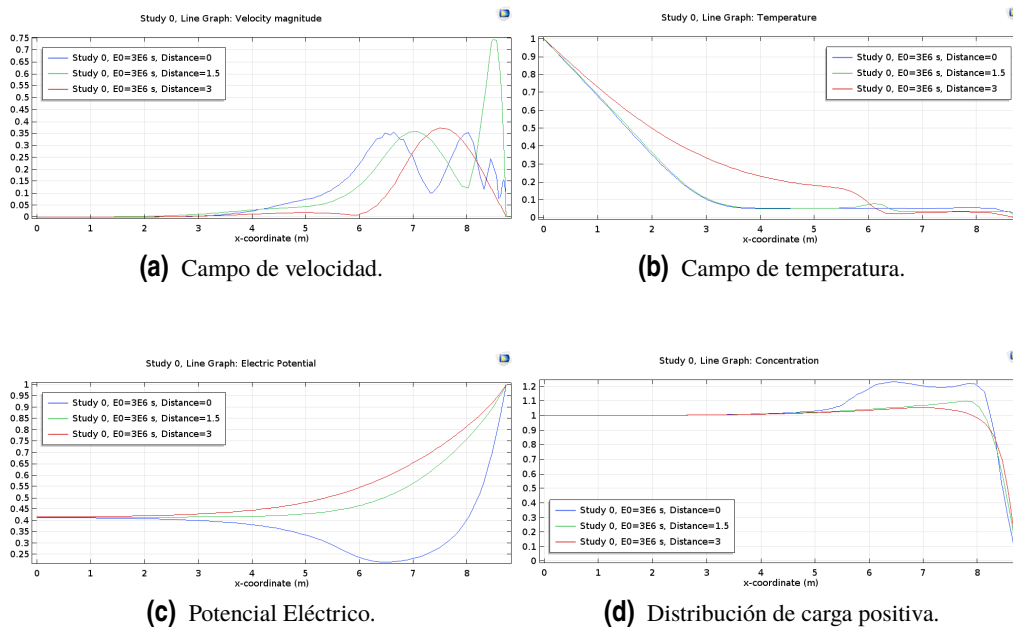 Study 0, Line Graph: Velocity magnitude
0.75
0.7
0.65
0.6
0.55
0.5
0.45
0.4
0.35
0.3
0.25
0.2
0.15
0.1
0.05
0
Study 0, E0=3E6 s, Distance=0
Study 0, E0=3E6 s, Distance=1.5
Study 0, E0=3E6 s, Distance=3
0 1 2 3 4 5 6 7 8
x-coordinate (m)
(a) Campo de velocidad.
Study 0, Line Graph: Temperature
1
0.9
0.8
0.7
0.6
0.5
0.4
0.3
0.2
0.1
0
Study 0, E0=3E6 s, Distance=0
Study 0, E0=3E6 s, Distance=1.5
Study 0, E0=3E6 s, Distance=3
0 1 2 3 4 5 6 7 8
x-coordinate (m)
(b) Campo de temperatura.
Study 0, Line Graph: Electric Potential
1
0.95
0.9
0.85
0.8
0.75
0.7
0.65
0.6
0.55
0.5
0.45
0.4
0.35
0.3
0.25
Study 0, E0=3E6 s, Distance=0
Study 0, E0=3E6 s, Distance=1.5
Study 0, E0=3E6 s, Distance=3
0 1 2 3 4 5 6 7 8
x-coordinate (m)
(c) Potencial Eléctrico.
Study 0, Line Graph: Concentration
1.2
1.1
1
0.9
0.8
0.7
0.6
0.5
0.4
0.3
0.2
0.1
0
Study 0, E0=3E6 s, Distance=0
Study 0, E0=3E6 s, Distance=1.5
Study 0, E0=3E6 s, Distance=3
0 1 2 3 4 5 6 7 8
x-coordinate (m)
(d) Distribución de carga positiva.